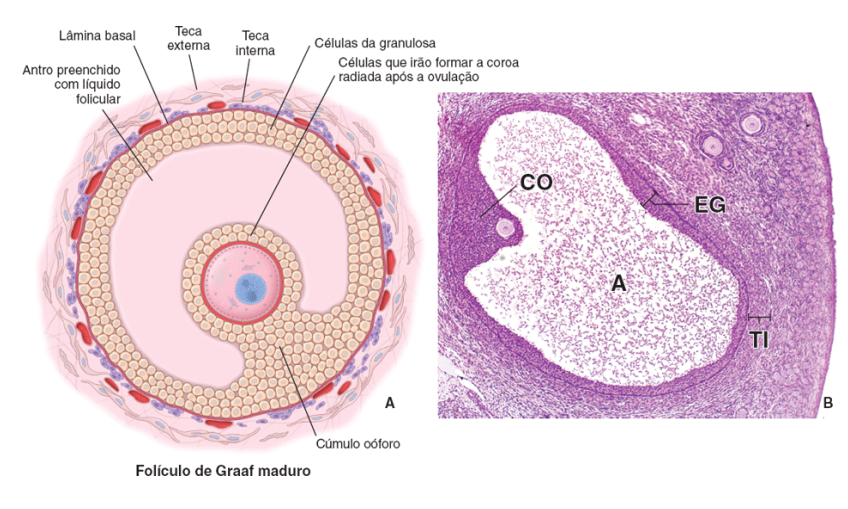 Lâmina basal
Teca
externa
Teca
interna
Células da granulosa
Células que irão formar a coroa
radiada após a ovulação
Antro preenchido
com líquido
folicular
CO
EG
A
TI
A
B
Cúmulo oóforo
Folículo de Graaf maduro